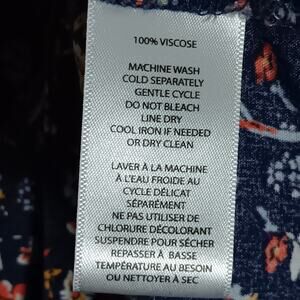 100% VISCOSE
MACHINE WASH
COLD SEPARATELY
GENTLE CYCLE
DO NOT BLEACH
LINE DRY
COOL IRON IF NEEDED
OR DRY CLEAN
LAVER À LA MACHINE
À L'EAU FROIDE AU
CYCLE DÉLICAT
SÉPARÉMENT
NE PAS UTILISER DE
CHLORURE DÉCOLORANT
SUSPENDRE POUR SÉCHER
REPASSER À BASSE
TEMPÉRATURE AU BESOIN
OU NETTOYER À SEC